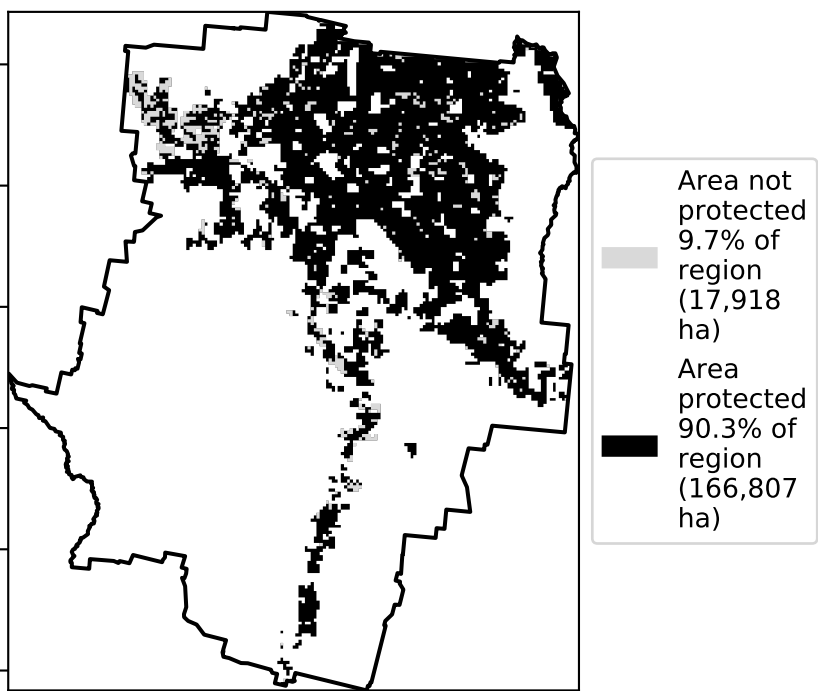 Area not
protected
9.7% of
region
(17,918
ha)
Area
protected
90.3% of
region
(166,807
ha)